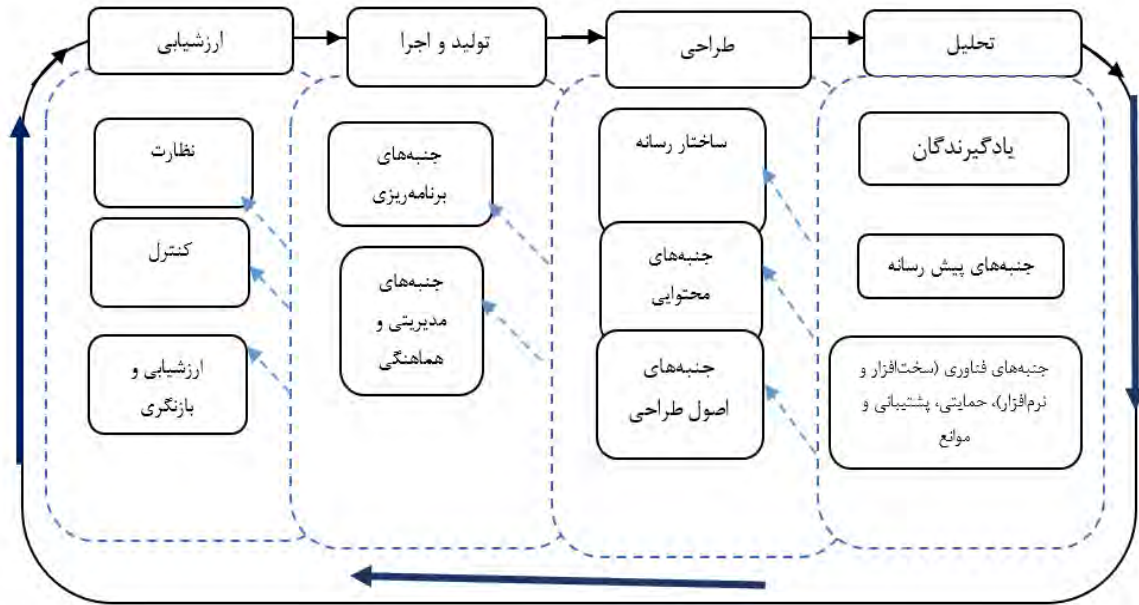 تحلیل
طراحی
تولید و اجرا
ارزشیابی
یادگیرندگان
جنبه‌های پیش رسانه
جنبه‌های فناوری (سخت‌افزار و
نرم‌افزار)، حمایتی، پشتیبانی و
موانع
ساختار رسانه
جنبه‌های
محتوایی
جنبه‌های
اصول طراحی
جنبه‌های
برنامه‌ریزی
جنبه‌های
مدیریتی و
هماهنگی
نظارت
کنترل
ارزشیابی و
بازنگری